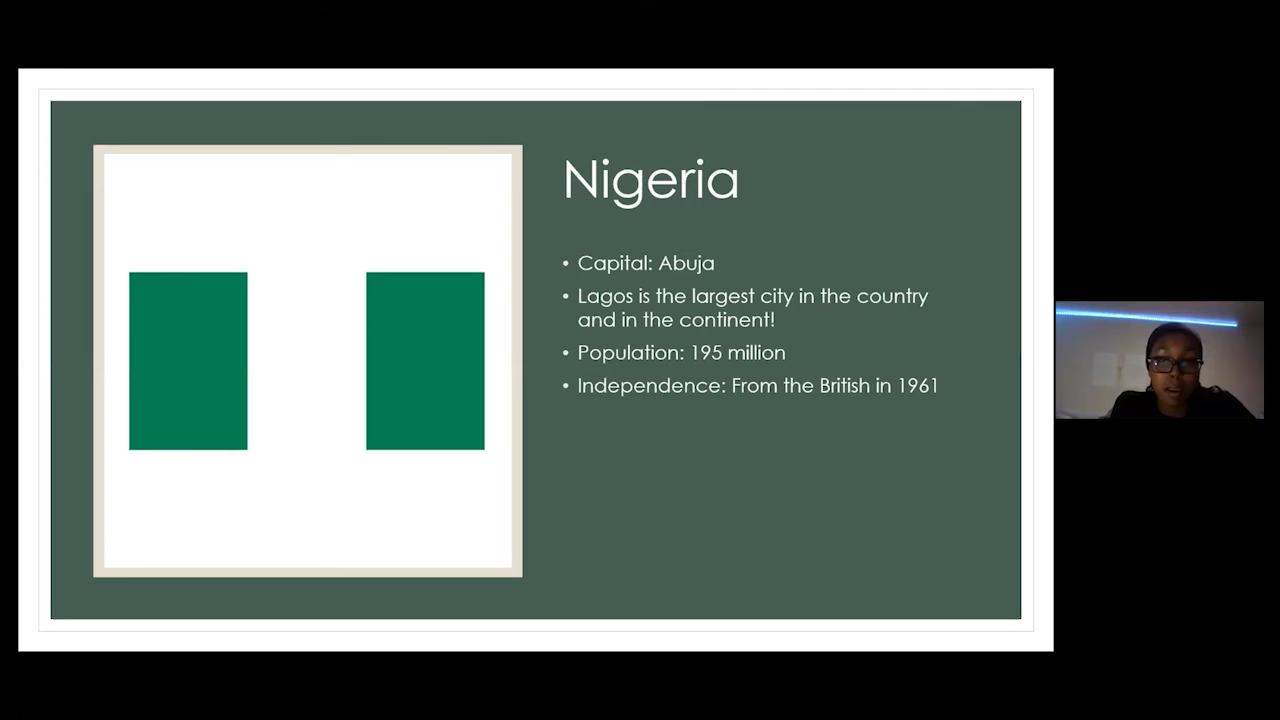 Nigeria
• Capital: Abuja
• Lagos is the largest city in the country
and in the continent!
• Population: 195 million
• Independence: From the British in 1961